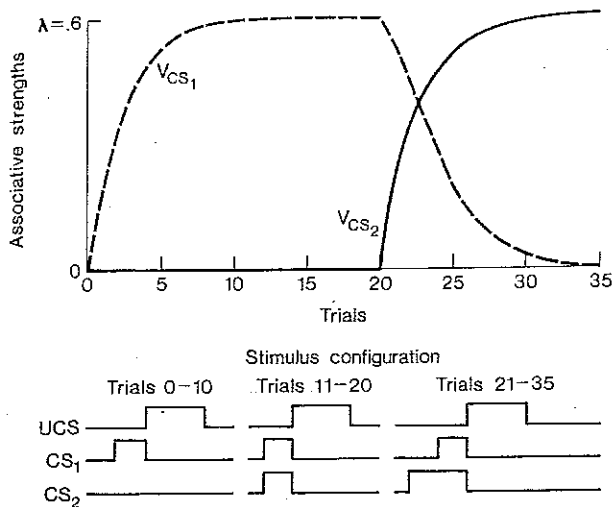 λ=.6
Associative strengths
V_CS₁
V_CS₂
0
0 5 10 15 20 25 30 35
Trials
Stimulus configuration
Trials 0–10 Trials 11–20 Trials 21–35
UCS
CS₁
CS₂